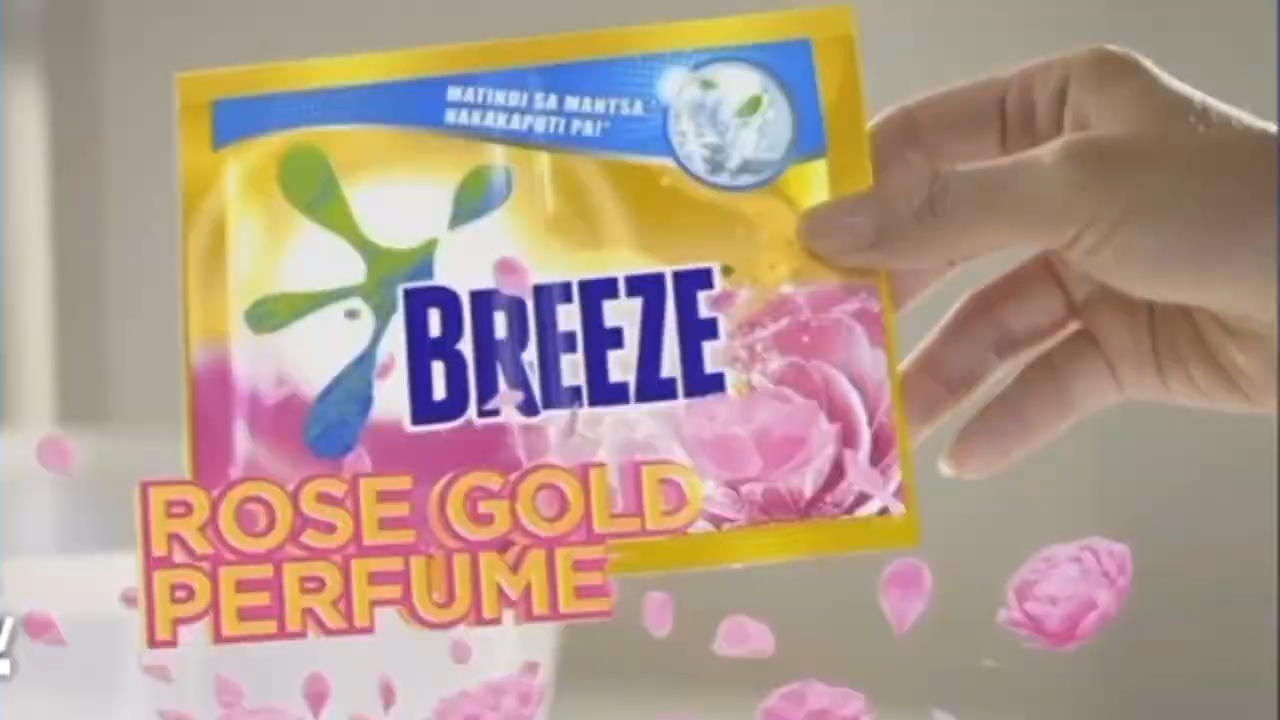 MATINDI SA MANTSA.
NAKAKAPUTI PA!*
BREEZE
ROSE GOLD
PERFUME
!